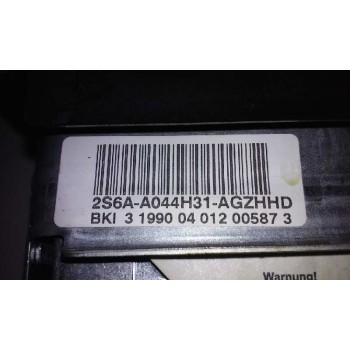 2S6A-A044H31-AGZHHD
BKI 3 1990 04 012 00587 3
Warnung!